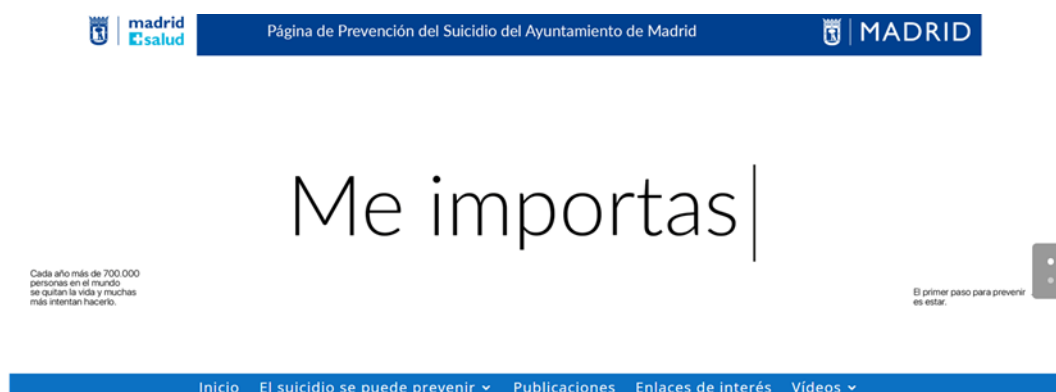 madrid
salud
Página de Prevención del Suicidio del Ayuntamiento de Madrid
MADRID
Me importas
Cada año más de 700.000
personas en el mundo
se quitan la vida y muchas
más intentan hacerlo.
El primer paso para prevenir
es estar.
Inicio El suicidio se puede prevenir Publicaciones Enlaces de interés Vídeos